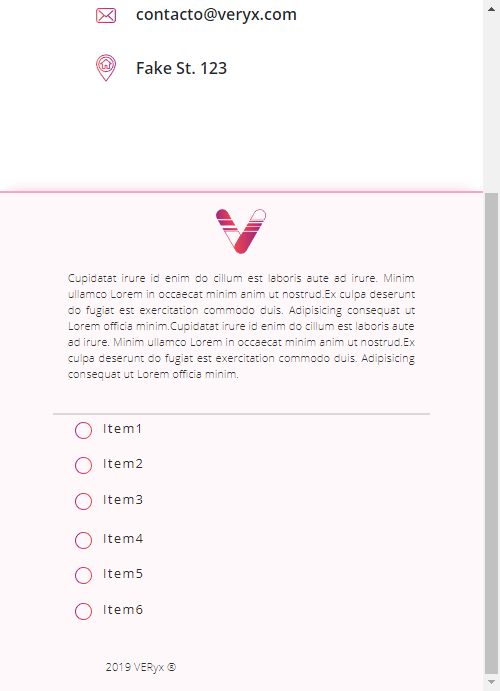 contacto@veryx.com
Fake St. 123
Cupidatat irure id enim do cillum est laboris aute ad irure. Minim
ullamco Lorem in occaecat minim anim ut nostrud.Ex culpa deserunt
do fugiat est exercitation commodo duis. Adipisicing consequat ut
Lorem officia minim.Cupidatat irure id enim do cillum est laboris aute
ad irure. Minim ullamco Lorem in occaecat minim anim ut nostrud.Ex
culpa deserunt do fugiat est exercitation commodo duis. Adipisicing
consequat ut Lorem officia minim.
Item1
Item2
Item3
Item4
Item5
Item6
2019 VERyx ®